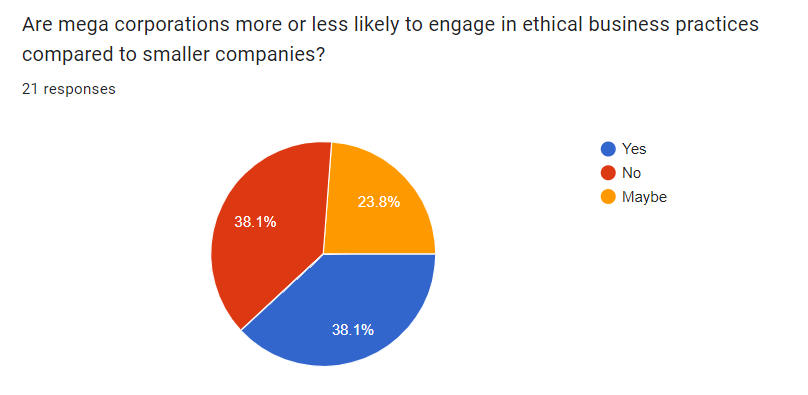 Are mega corporations more or less likely to engage in ethical business practices
compared to smaller companies?
21 responses
Yes
No
Maybe
23.8%
38.1%
38.1%